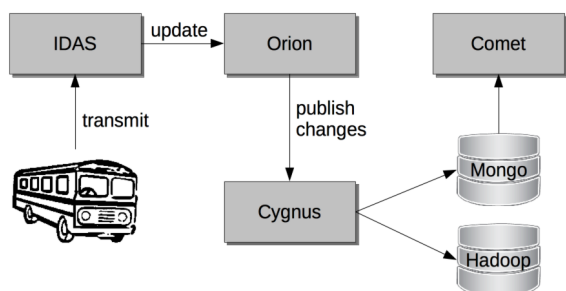 IDAS
update
Orion
Comet
transmit
publish
changes
Cygnus
Mongo
Hadoop